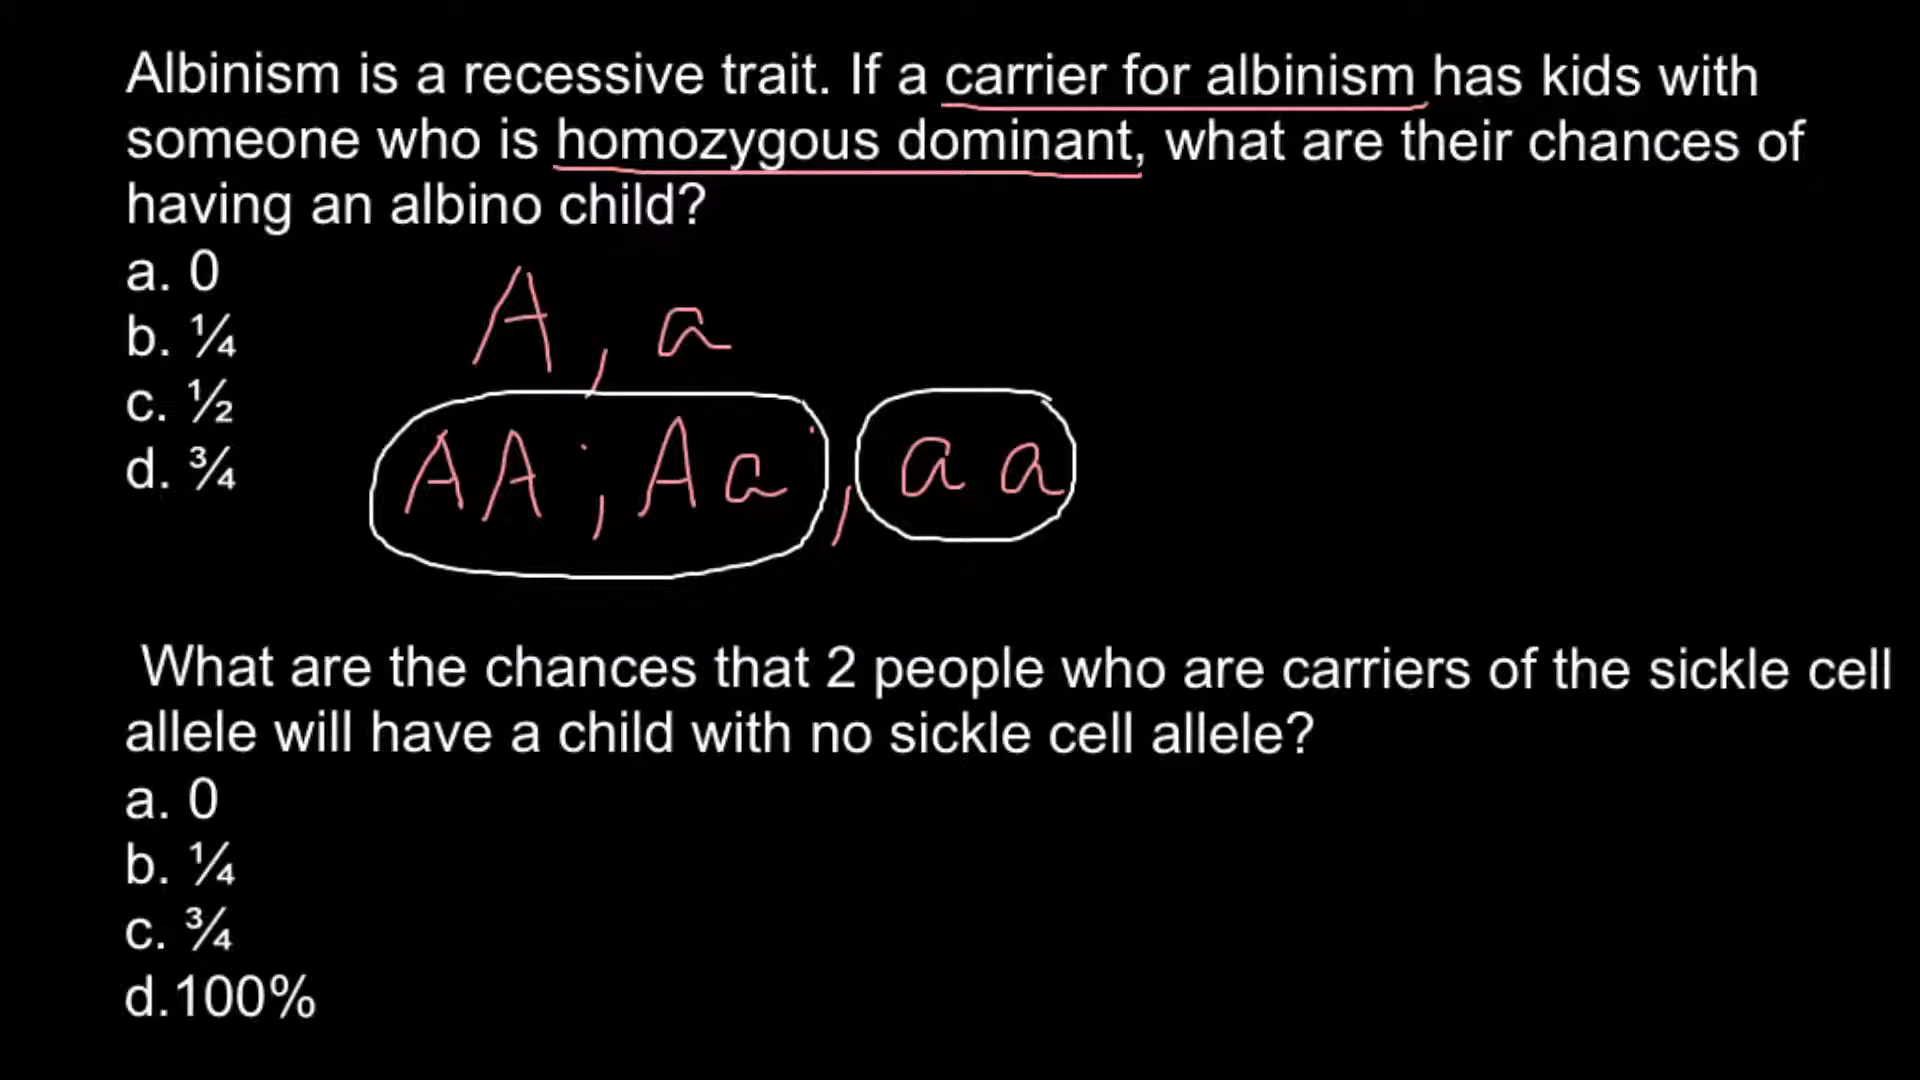 Albinism is a recessive trait. If a carrier for albinism has kids with
someone who is homozygous dominant, what are their chances of
having an albino child?
a. 0
b. ¼
c. ½
d. ¾
A, a
AA; Aa, aa
What are the chances that 2 people who are carriers of the sickle cell
allele will have a child with no sickle cell allele?
a. 0
b. ¼
c. ¾
d.100%